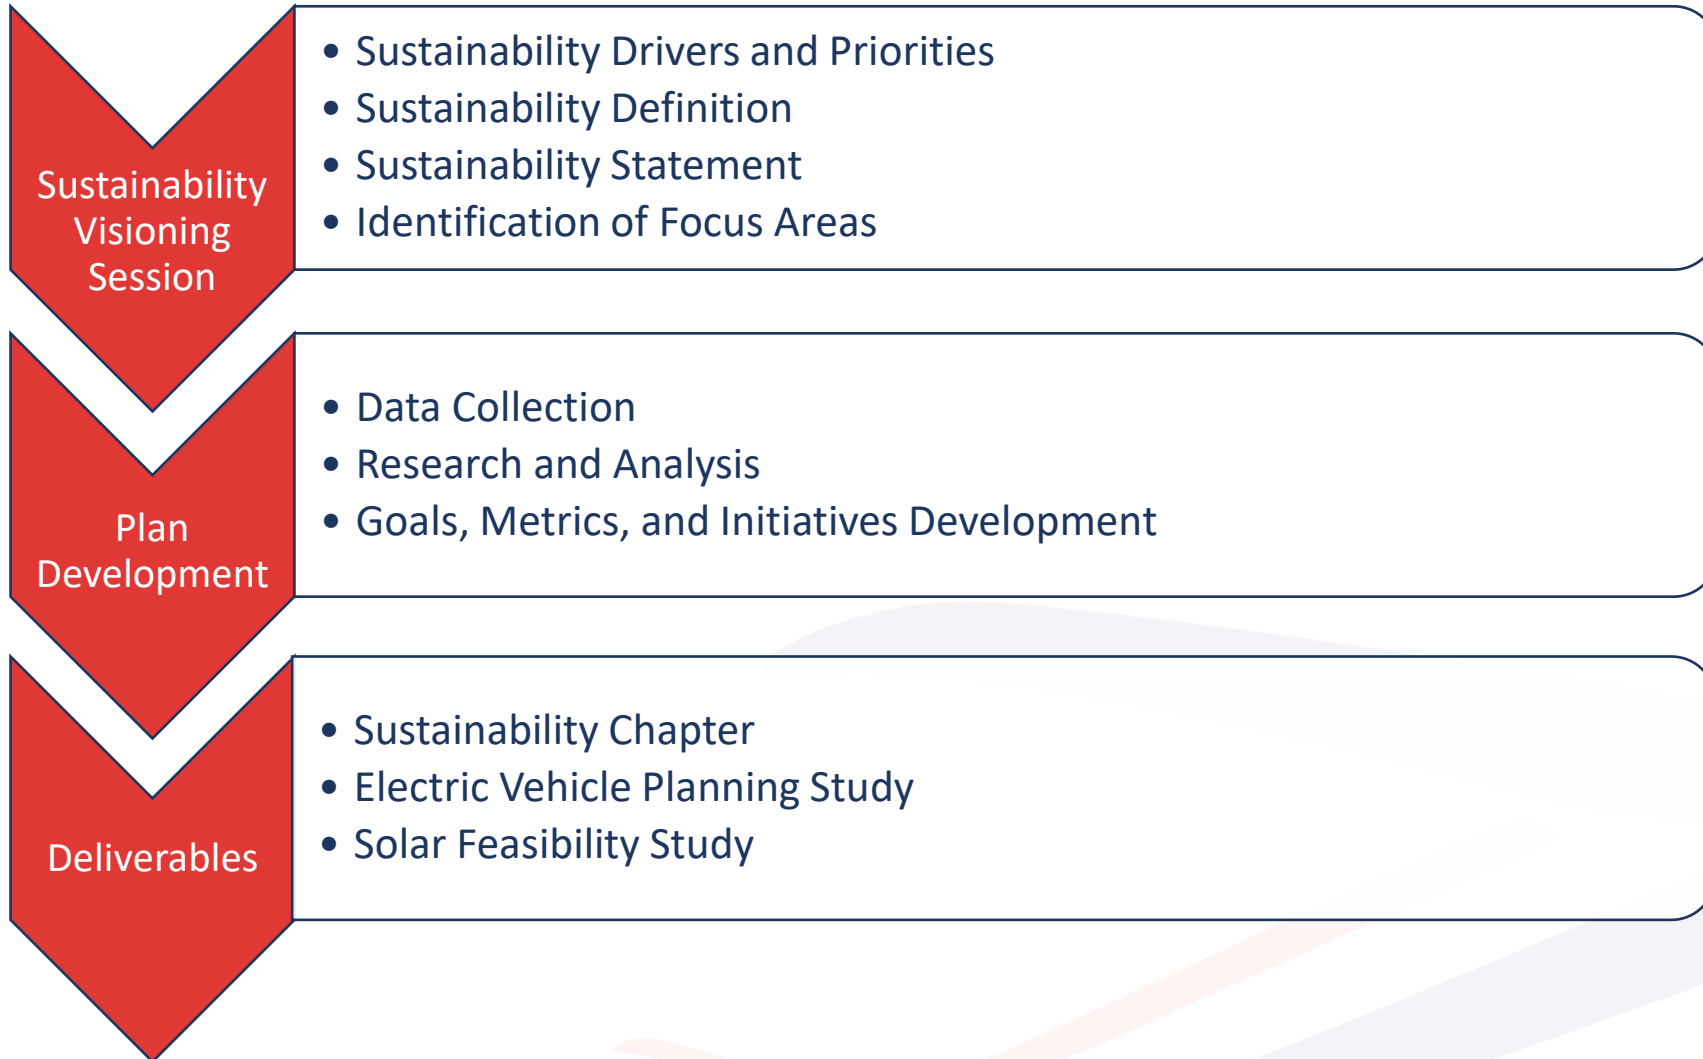 Sustainability
Visioning
Session
• Sustainability Drivers and Priorities
• Sustainability Definition
• Sustainability Statement
• Identification of Focus Areas
Plan
Development
• Data Collection
• Research and Analysis
• Goals, Metrics, and Initiatives Development
Deliverables
• Sustainability Chapter
• Electric Vehicle Planning Study
• Solar Feasibility Study